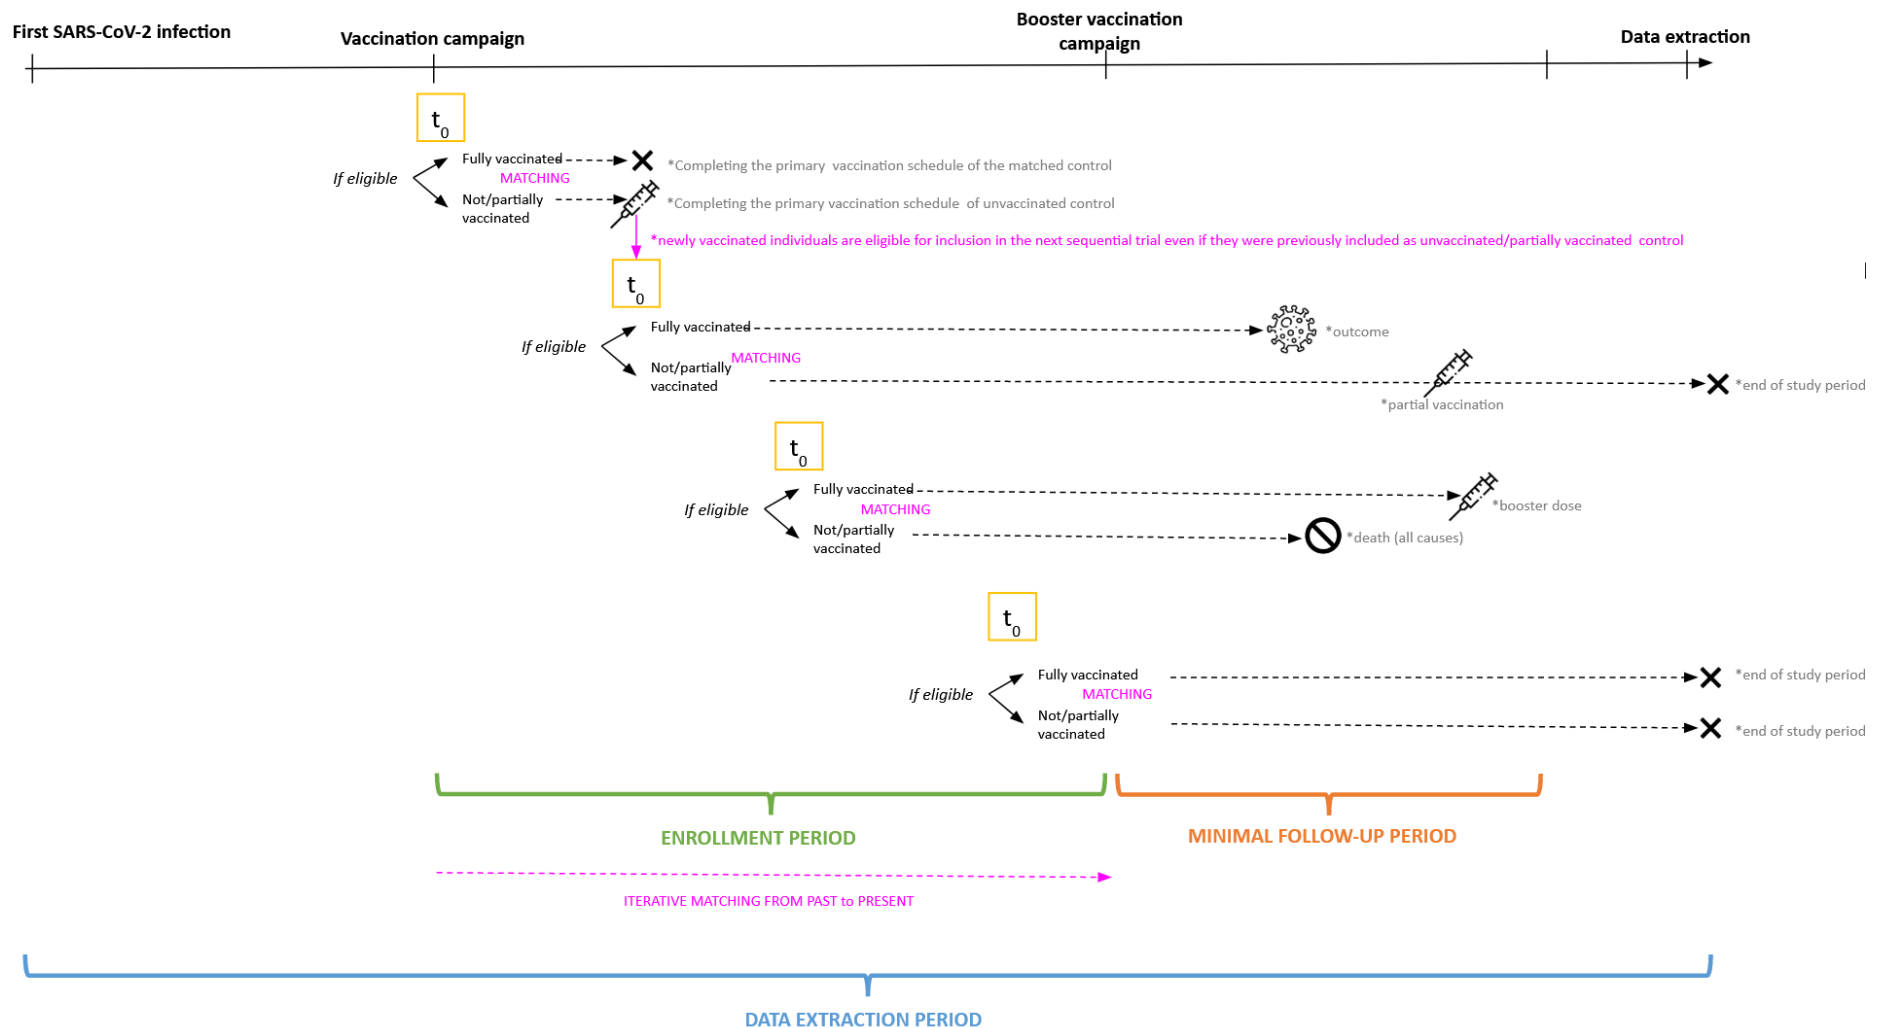 First SARS-CoV-2 infection
Vaccination campaign
Booster vaccination
campaign
Data extraction
t0
If eligible
Fully vaccinated
MATCHING
Not/partially
vaccinated
*Completing the primary vaccination schedule of the matched control
*Completing the primary vaccination schedule of unvaccinated control
*newly vaccinated individuals are eligible for inclusion in the next sequential trial even if they were previously included as unvaccinated/partially vaccinated control
t0
If eligible
Fully vaccinated
MATCHING
Not/partially
vaccinated
*outcome
*partial vaccination
*end of study period
t0
If eligible
Fully vaccinated
MATCHING
Not/partially
vaccinated
*booster dose
*death (all causes)
t0
If eligible
Fully vaccinated
MATCHING
Not/partially
vaccinated
*end of study period
*end of study period
ENROLLMENT PERIOD
MINIMAL FOLLOW-UP PERIOD
ITERATIVE MATCHING FROM PAST to PRESENT
DATA EXTRACTION PERIOD